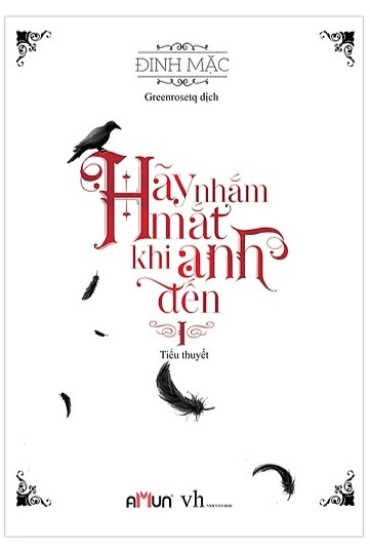 ĐINH MẶC
Greenrosetq dịch
Hãy nhắm
mắt
khi anh
đến
I
Tiểu thuyết
AMUN vh